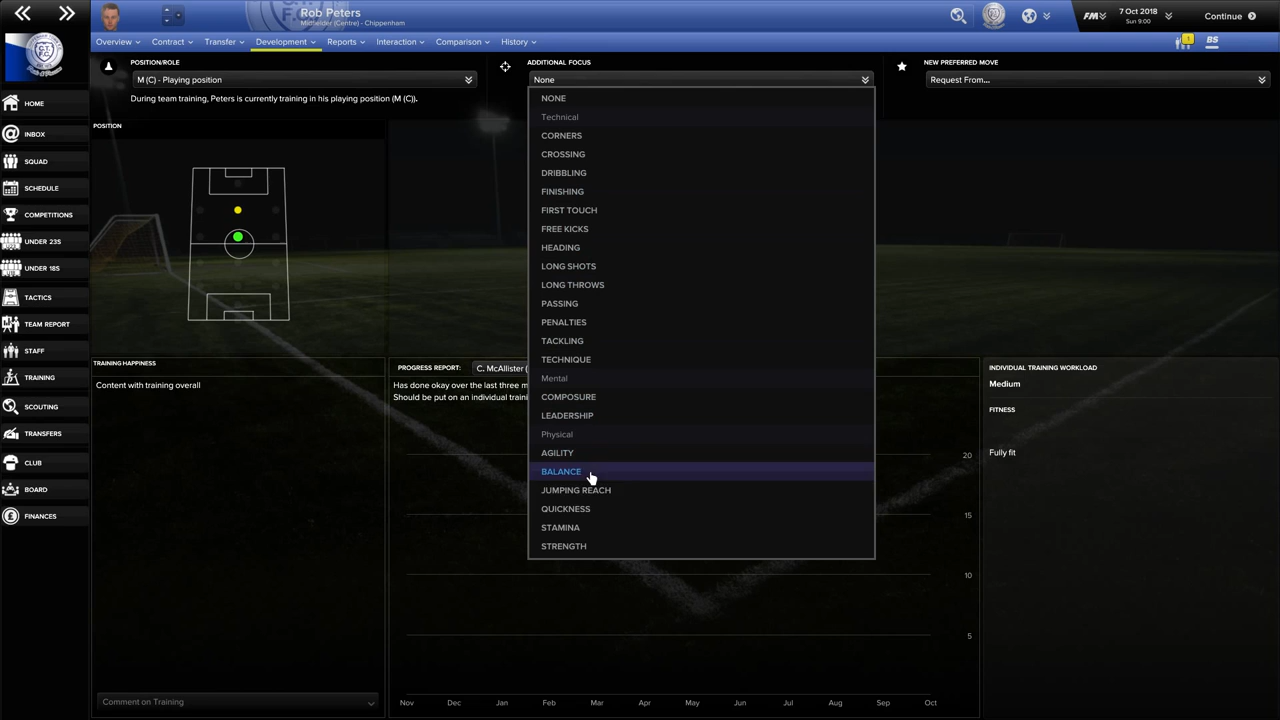 Rob Peters
Midfielder (Centre) - Chippenham
7 Oct 2018
Sun 9:00
FM
Continue
Overview
Contract
Transfer
Development
Reports
Interaction
Comparison
History
1
BS
HOME
INBOX
SQUAD
SCHEDULE
COMPETITIONS
UNDER 23S
UNDER 18S
TACTICS
TEAM REPORT
STAFF
TRAINING
SCOUTING
TRANSFERS
CLUB
BOARD
FINANCES
POSITION/ROLE
M (C) - Playing position
During team training, Peters is currently training in his playing position (M (C)).
ADDITIONAL FOCUS
None
NEW PREFERRED MOVE
Request From...
POSITION
NONE
Technical
CORNERS
CROSSING
DRIBBLING
FINISHING
FIRST TOUCH
FREE KICKS
HEADING
LONG SHOTS
LONG THROWS
PASSING
PENALTIES
TACKLING
TECHNIQUE
Mental
COMPOSURE
LEADERSHIP
Physical
AGILITY
BALANCE
JUMPING REACH
QUICKNESS
STAMINA
STRENGTH
TRAINING HAPPINESS
Content with training overall
Comment on Training
PROGRESS REPORT:
C. McAllister (
Has done okay over the last three m
Should be put on an individual traini
20
15
10
5
Nov Dec Jan Feb Mar Apr May Jun Jul Aug Sep Oct
INDIVIDUAL TRAINING WORKLOAD
Medium
FITNESS
Fully fit